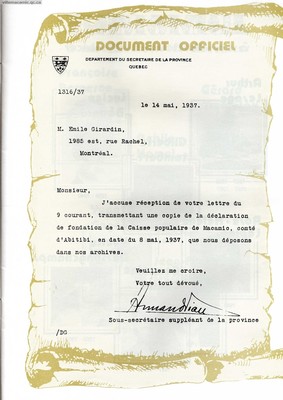 DOCUMENT OFFICIEL
DEPARTEMENT DU SECRETAIRE DE LA PROVINCE
QUEBEC
1316/37
le 14 mai, 1937.
M. Emile Girardin,
1988 est, rue Rachel,
Montréal.
Monsieur,
J'accuse réception de votre lettre du
9 courant, transmettant une copie de la déclaration
de fondation de la Caisse populaire de Macamic, conté
d'Abitibi, en date du 8 mai, 1937, que nous déposons
dans nos archives.
Veuillez me croire,
Votre tout dévoué,
Sous-secrétaire suppléant de la province
/DG